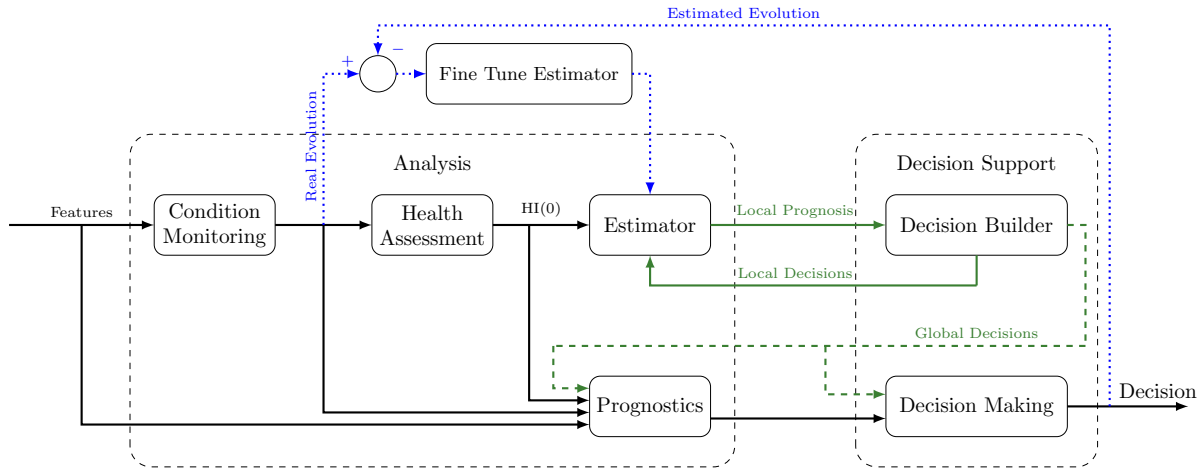 Estimated Evolution
+
−
Fine Tune Estimator
Real Evolution
Analysis
Decision Support
Features
Condition
Monitoring
Health
Assessment
HI(0)
Estimator
Local Prognosis
Decision Builder
Local Decisions
Global Decisions
Prognostics
Decision Making
Decision